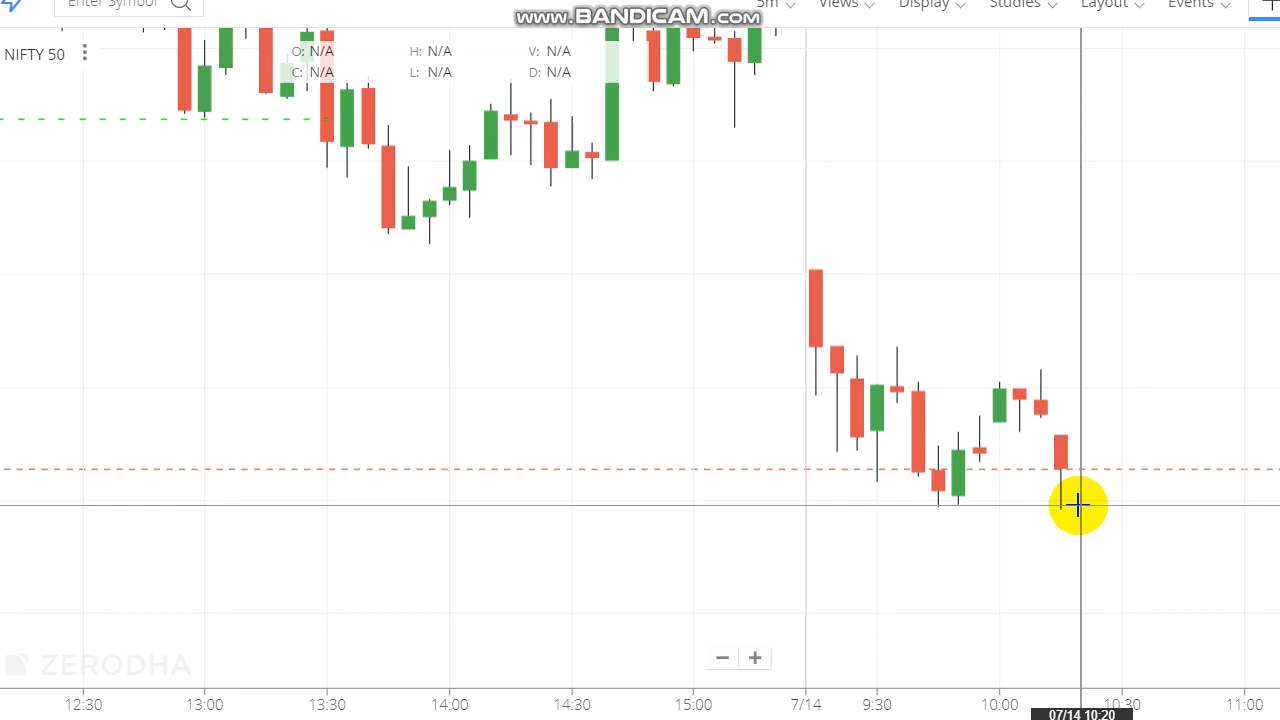 Enter Symbol
www.BANDICAM.com
5m Views Display Studies Layout Events
NIFTY 50
O: N/A H: N/A V: N/A
C: N/A L: N/A D: N/A
ZERODHA
12:30 13:00 13:30 14:00 14:30 15:00 7/14 9:30 10:00 10:30 11:00
07/14 10:20